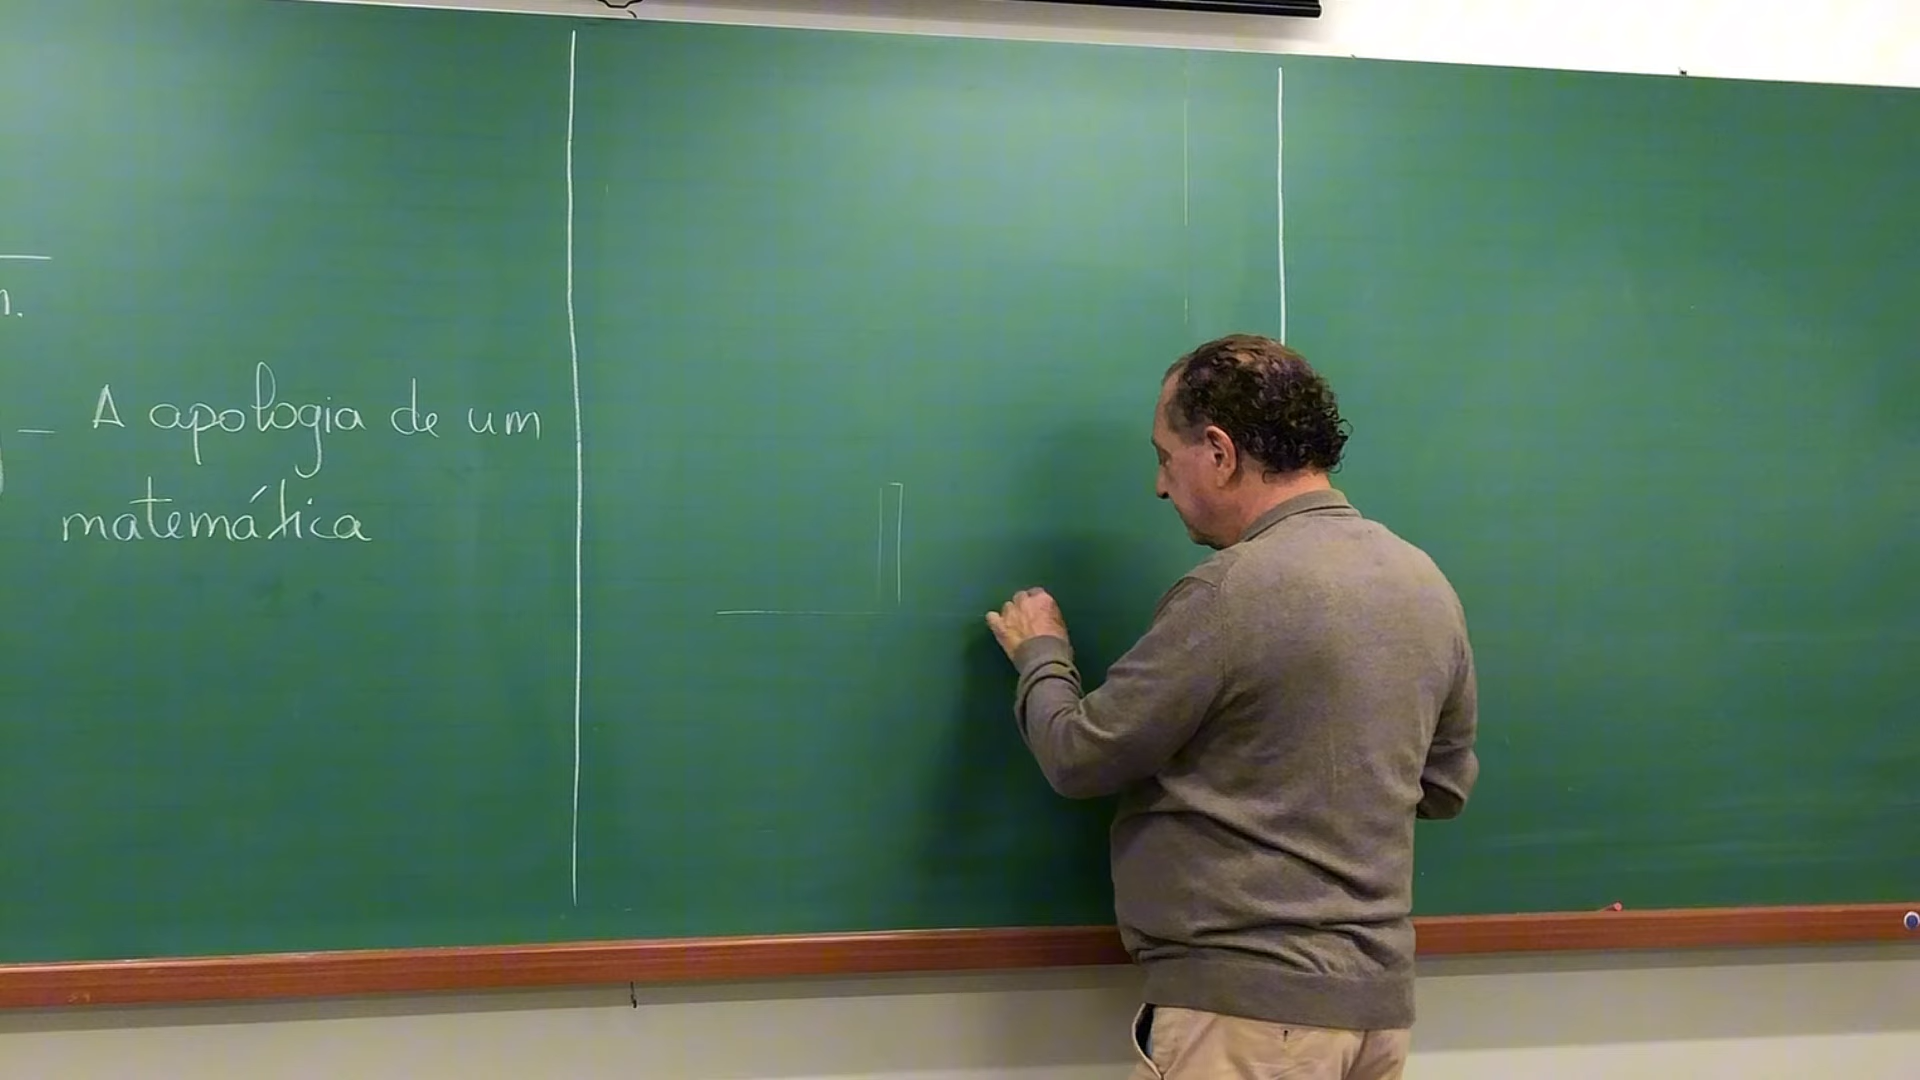 n.
– A apologia de um
matemática